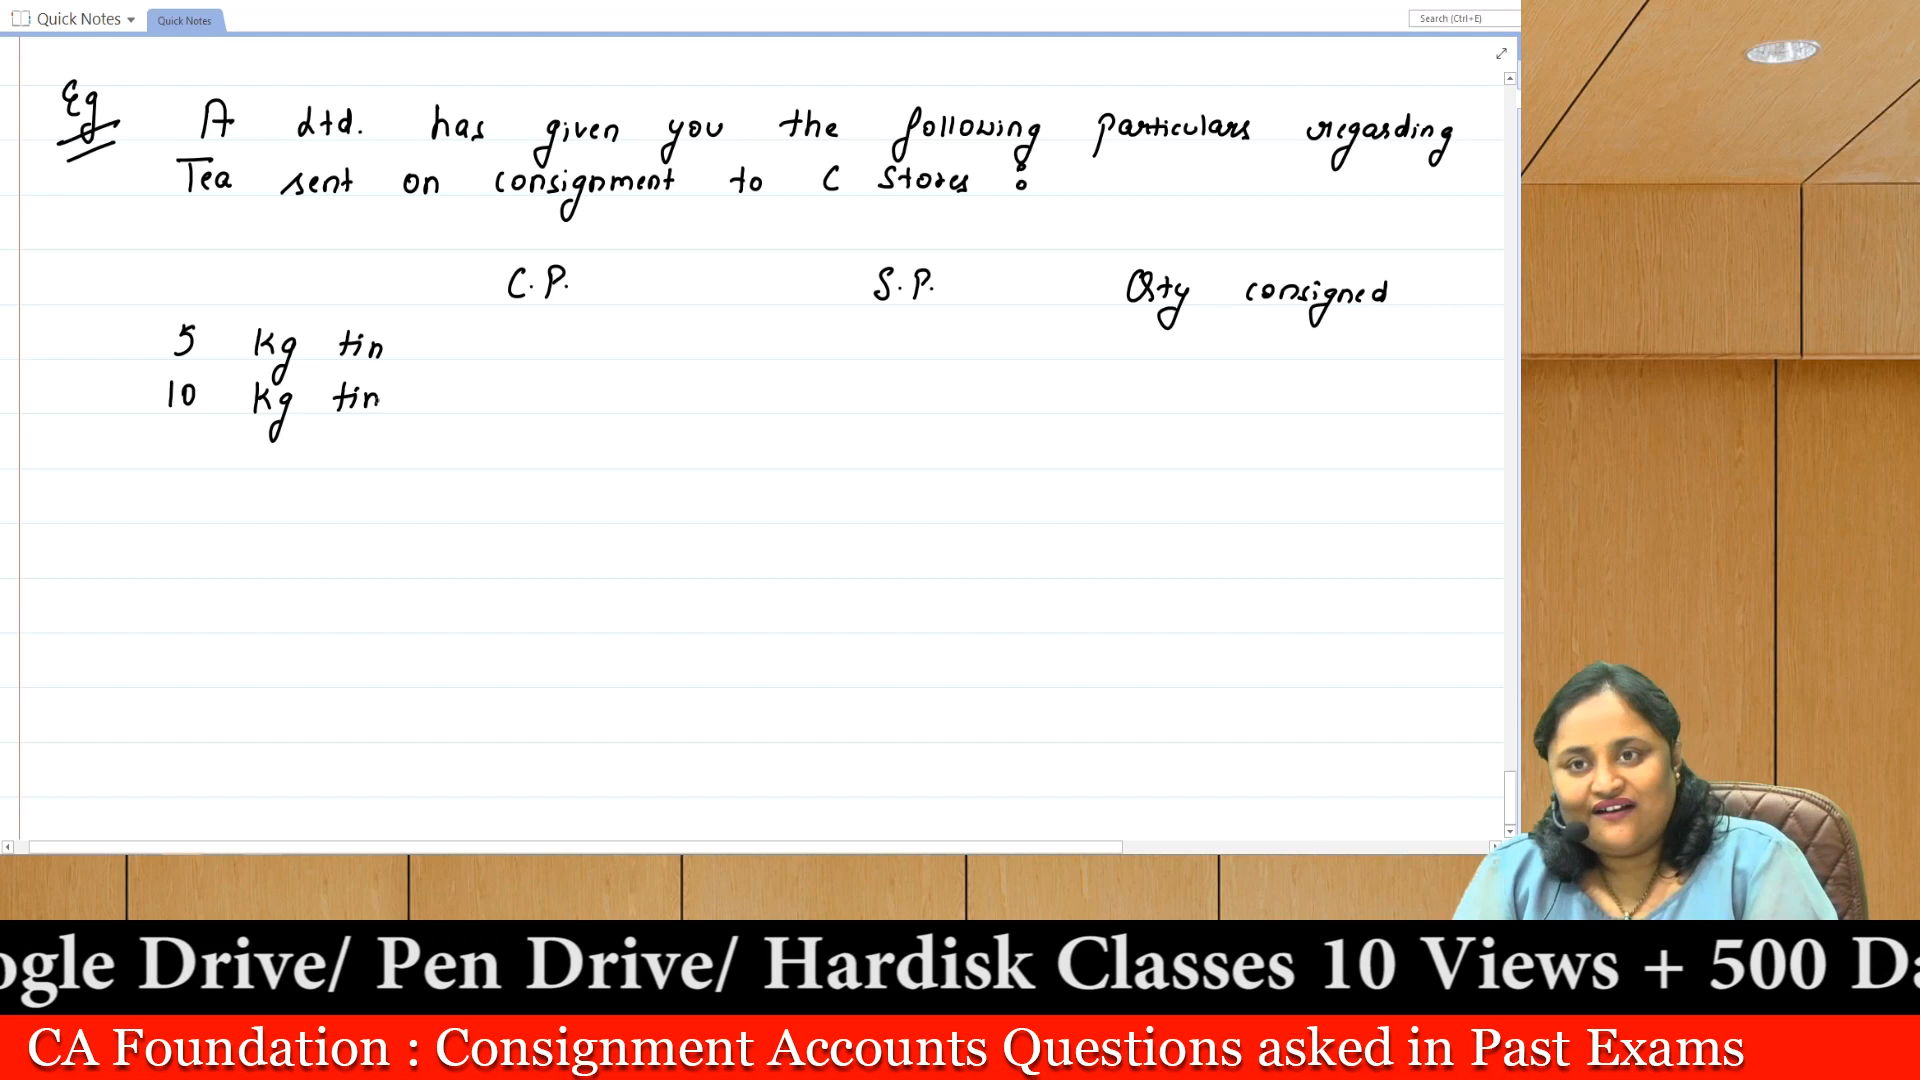 Quick Notes
Quick Notes
Search (Ctrl+E)
Eg A Ltd. has given you the following particulars regarding
Tea sent on consignment to C Stores :
C.P. S.P. Qty consigned
5 kg tin
10 kg tin
ogle Drive/ Pen Drive/ Hardisk Classes 10 Views + 500 Da
CA Foundation : Consignment Accounts Questions asked in Past Exams